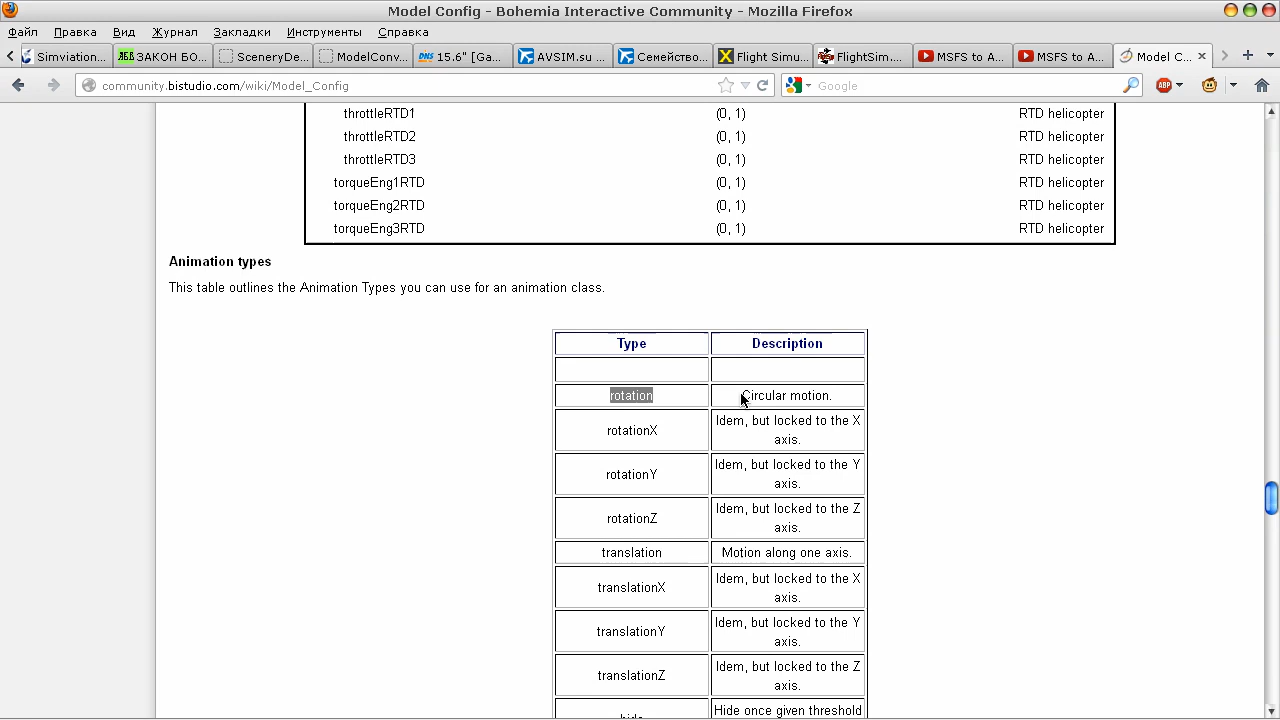 Model Config - Bohemia Interactive Community - Mozilla Firefox
Файл Правка Вид Журнал Закладки Инструменты Справка
Simviation... ЗАКОН ВО... SceneryDe... ModelConv... DNS 15.6" [Ga... AVSIM.su ... Семейство... Flight Simu... FlightSim.... MSFS to A... MSFS to A... Model C...
ommunity.bistudio.com/wiki/Model_Config Google ABP
throttleRTD1 (0, 1) RTD helicopter
throttleRTD2 (0, 1) RTD helicopter
throttleRTD3 (0, 1) RTD helicopter
torqueEng1RTD (0, 1) RTD helicopter
torqueEng2RTD (0, 1) RTD helicopter
torqueEng3RTD (0, 1) RTD helicopter
Animation types
This table outlines the Animation Types you can use for an animation class.
Type Description
rotation Circular motion.
rotationX Idem, but locked to the X
axis.
rotationY Idem, but locked to the Y
axis.
rotationZ Idem, but locked to the Z
axis.
translation Motion along one axis.
translationX Idem, but locked to the X
axis.
translationY Idem, but locked to the Y
axis.
translationZ Idem, but locked to the Z
axis.
hide Hide once given threshold